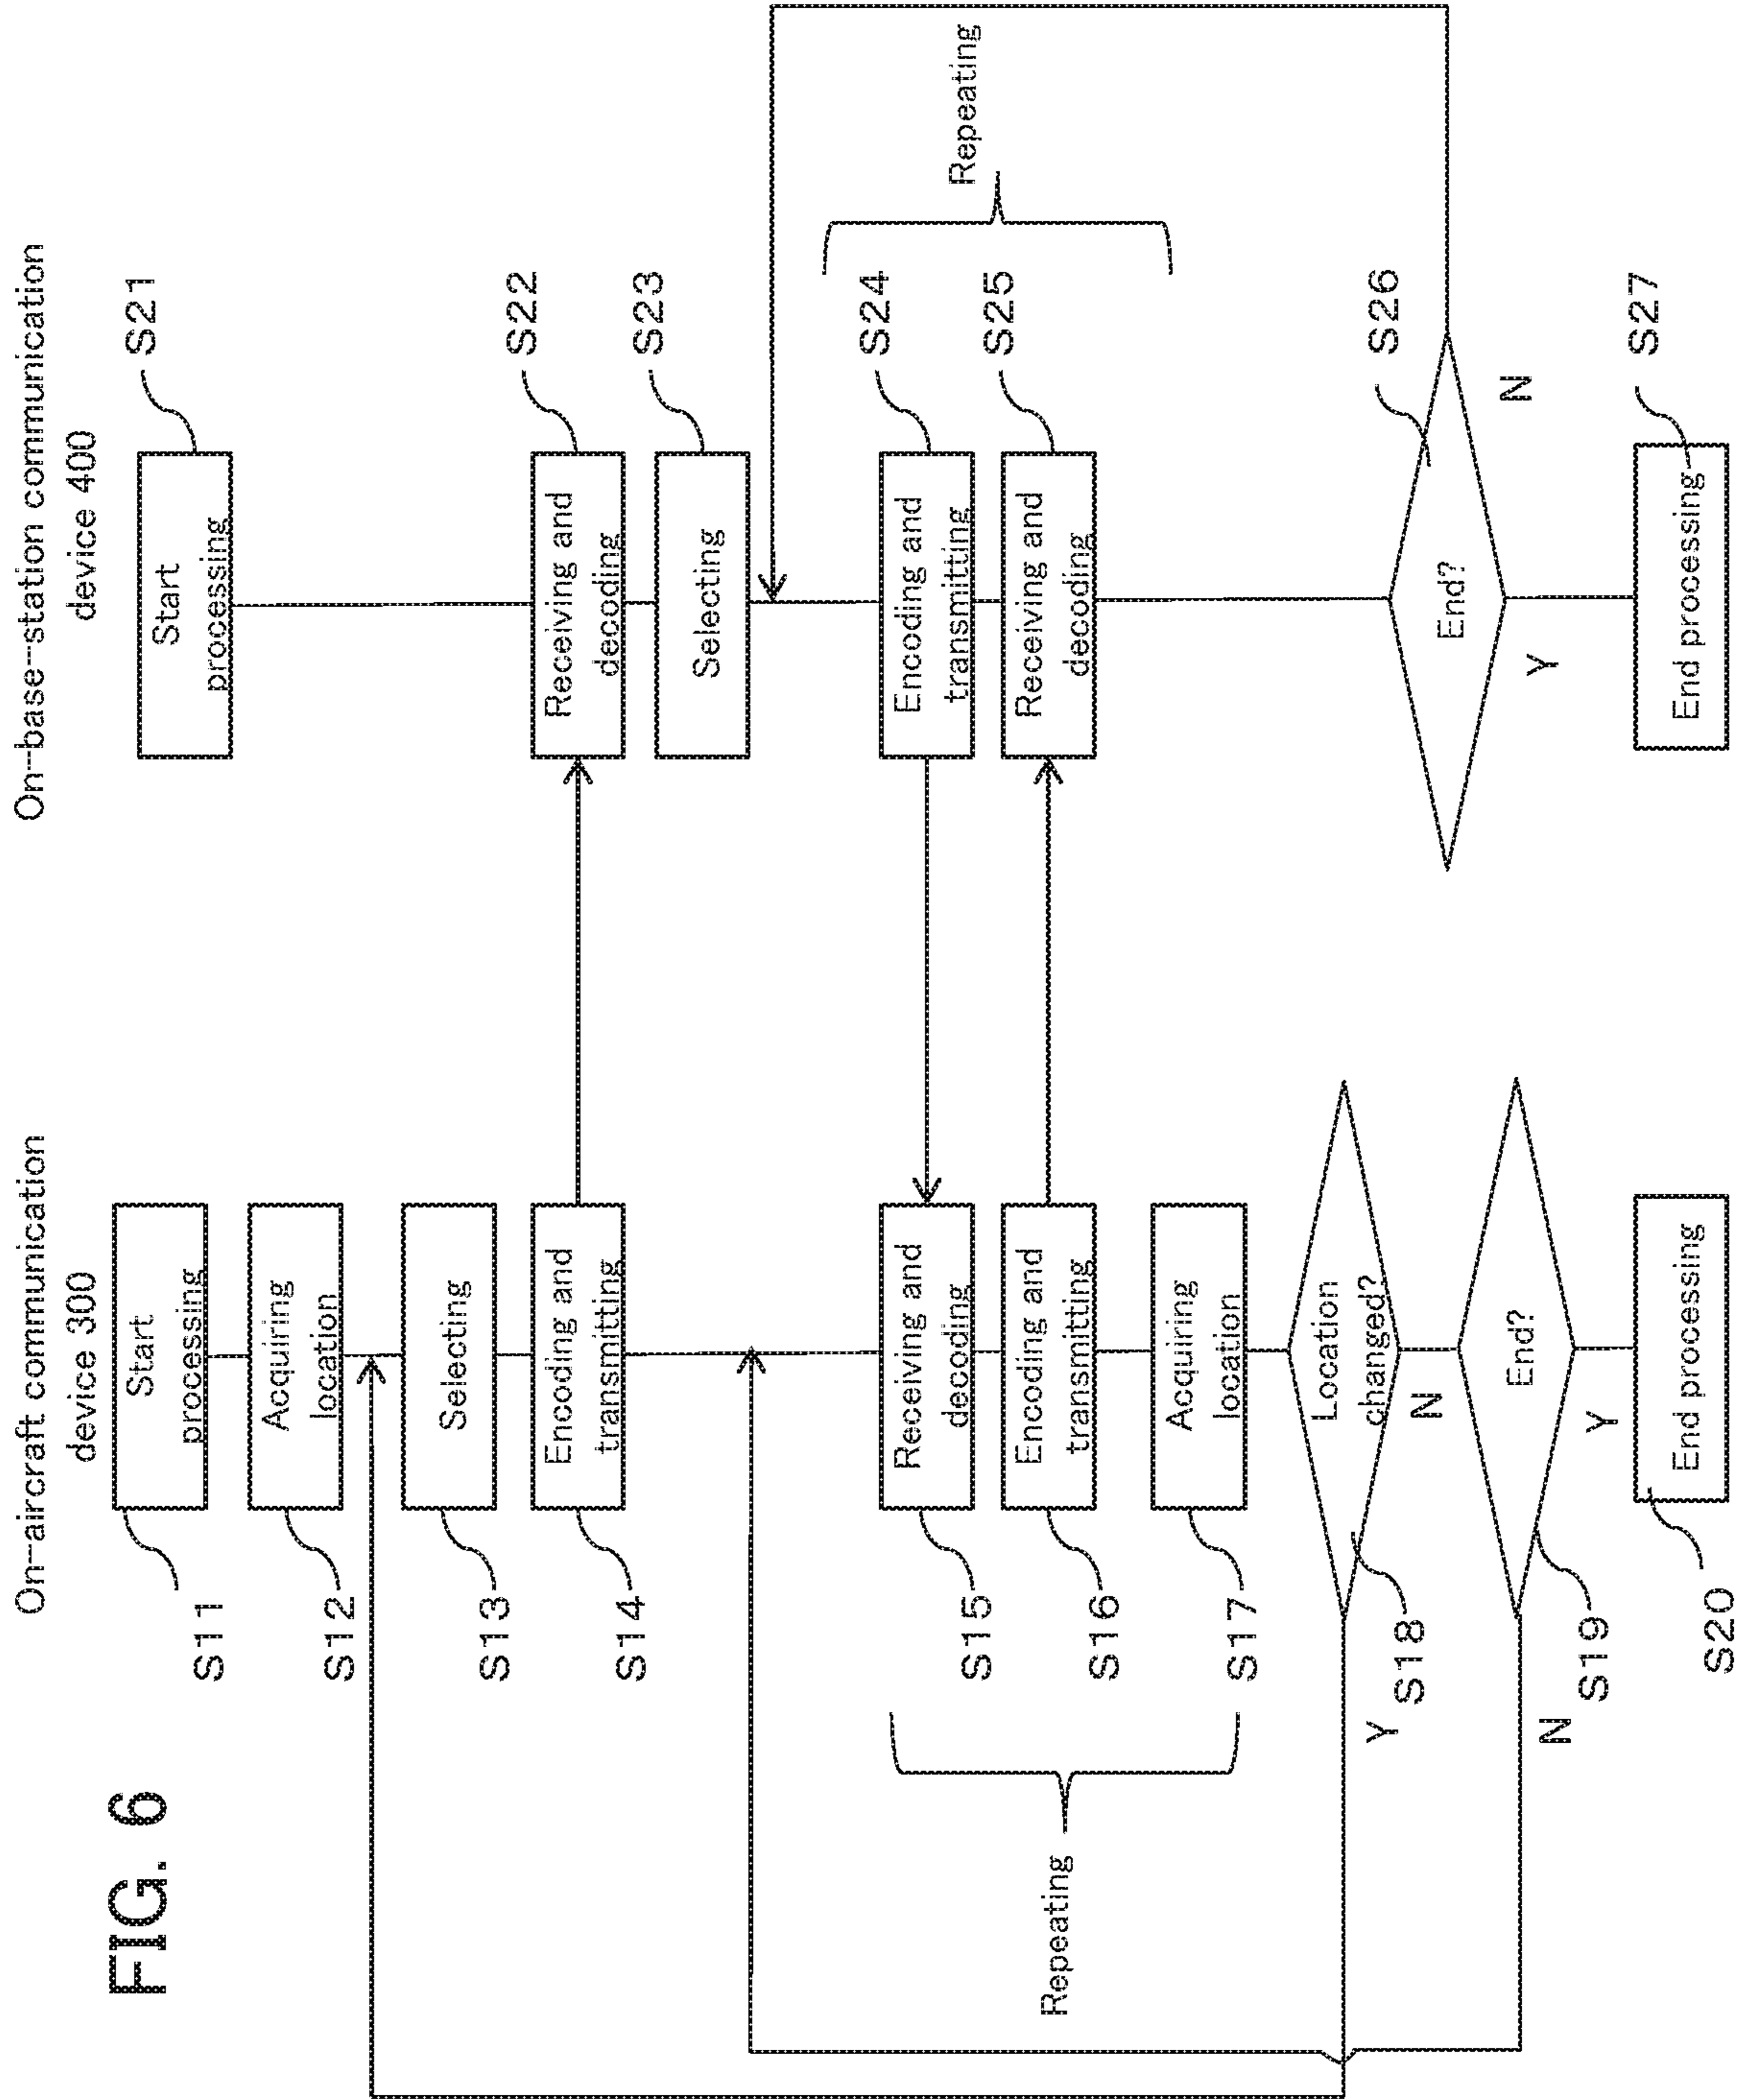 FIG. 6
On-aircraft communication
device 300
On-base-station communication
device 400
S11
Start
processing
S12
Acquiring
location
S13
Selecting
S14
Encoding and
transmitting
S15
Receiving and
decoding
S16
Encoding and
transmitting
S17
Acquiring
location
Repeating
S18
Location
changed?
Y
N
S19
End?
N
Y
S20
End processing
S21
Start
processing
S22
Receiving and
decoding
S23
Selecting
S24
Encoding and
transmitting
S25
Receiving and
decoding
Repeating
S26
End?
N
Y
S27
End processing